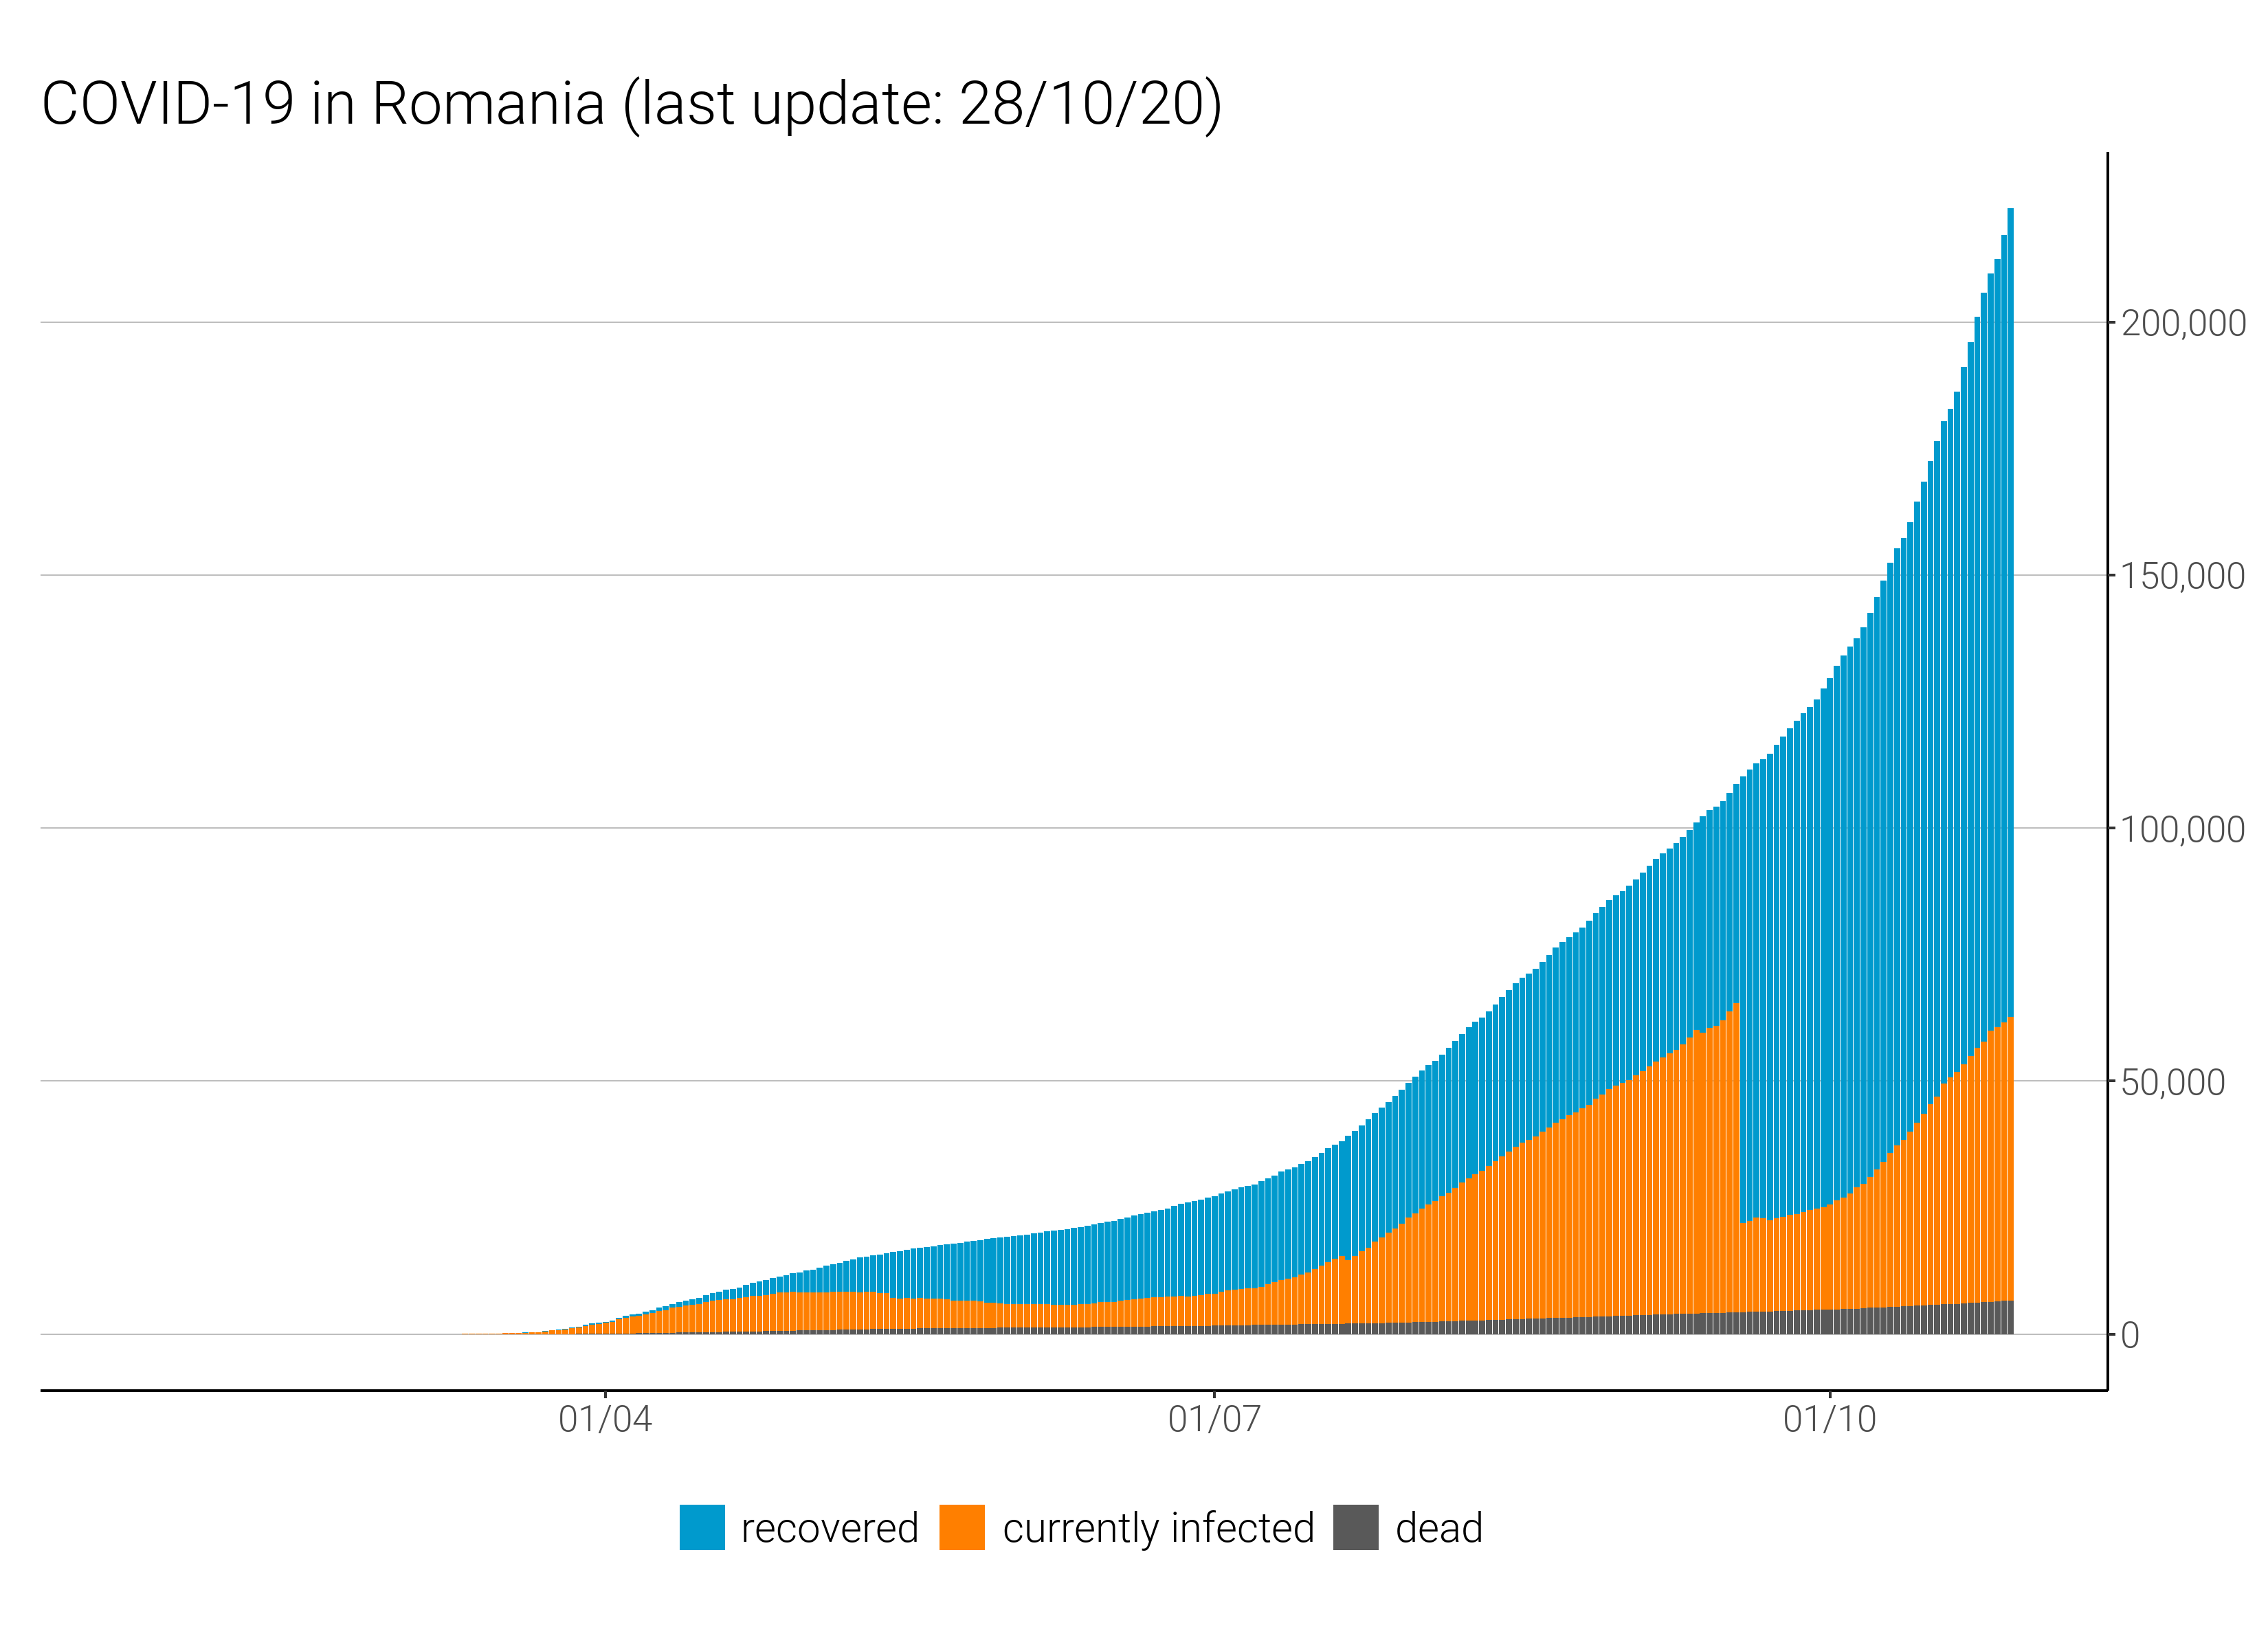 COVID-19 in Romania (last update: 28/10/20)
200,000
150,000
100,000
50,000
0
01/04 01/07 01/10
recovered currently infected dead